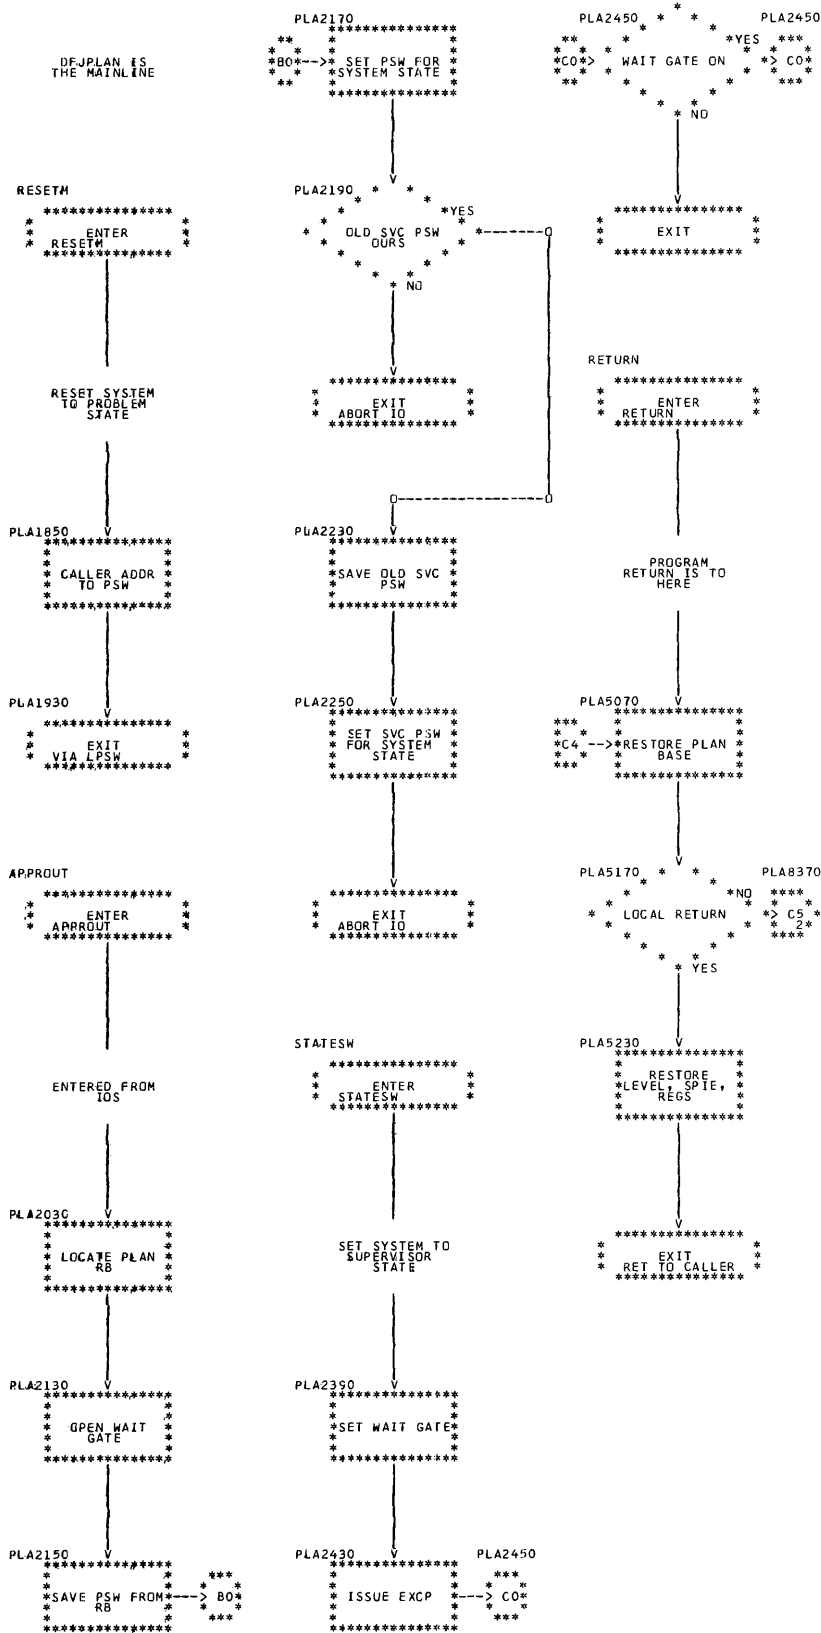 DFJPLAN IS
THE MAINLINE
RESETM
ENTER
RESETM
RESET SYSTEM
TO PROBLEM
STATE
PLA1850
CALLER ADDR
TO PSW
PLA1930
EXIT
VIA LPSW
APPROUT
ENTER
APPROUT
ENTERED FROM
IOS
PLA2030
LOCATE PLAN
RB
PLA2130
OPEN WAIT
GATE
PLA2150
SAVE PSW FROM
RB
B0
PLA2170
B0
SET PSW FOR
SYSTEM STATE
PLA2190
YES
OLD SVC PSW
OURS
NO
EXIT
ABORT IO
PLA2230
SAVE OLD SVC
PSW
PLA2250
SET SVC PSW
FOR SYSTEM
STATE
EXIT
ABORT IO
STATESW
ENTER
STATESW
SET SYSTEM TO
SUPERVISOR
STATE
PLA2390
SET WAIT GATE
PLA2430
ISSUE EXCP
PLA2450
C0
PLA2450
C0
WAIT GATE ON
YES
PLA2450
C0
NO
EXIT
RETURN
ENTER
RETURN
PROGRAM
RETURN IS TO
HERE
PLA5070
C4
RESTORE PLAN
BASE
PLA5170
LOCAL RETURN
NO
PLA8370
C5
2
YES
PLA5230
RESTORE
LEVEL, SPIE,
REGS
EXIT
RET TO CALLER